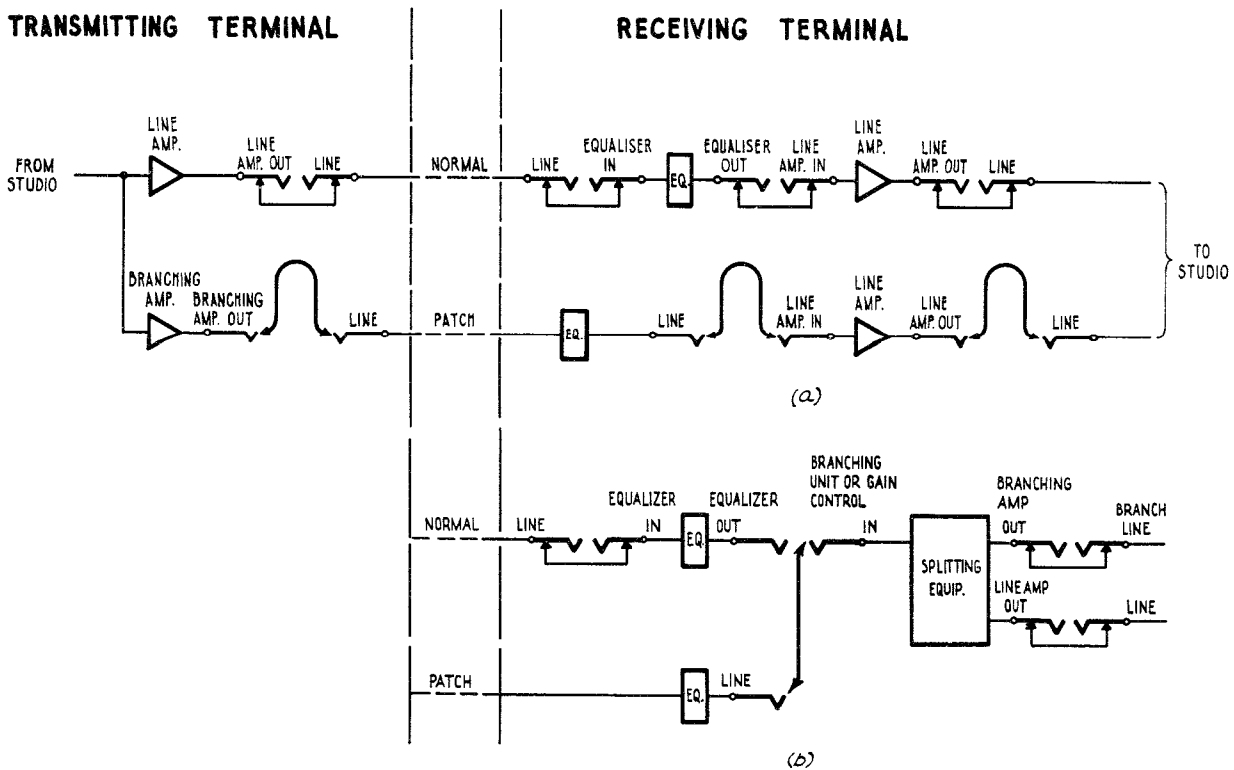 TRANSMITTING TERMINAL
RECEIVING TERMINAL
FROM
STUDIO
LINE
AMP.
LINE
AMP. OUT
LINE
NORMAL
LINE
EQUALISER
IN
EQ.
EQUALISER
OUT
LINE
AMP. IN
LINE
AMP.
LINE
AMP OUT
LINE
TO
STUDIO
BRANCHING
AMP.
BRANCHING
AMP. OUT
LINE
PATCH
EQ.
LINE
LINE
AMP. IN
LINE
AMP.
LINE
AMP. OUT
LINE
(a)
NORMAL
LINE
EQUALIZER
IN
EQ.
EQUALIZER
OUT
BRANCHING
UNIT OR GAIN
CONTROL
IN
SPLITTING
EQUIP.
BRANCHING
AMP
OUT
BRANCH
LINE
LINE AMP
OUT
LINE
PATCH
EQ.
LINE
(b)